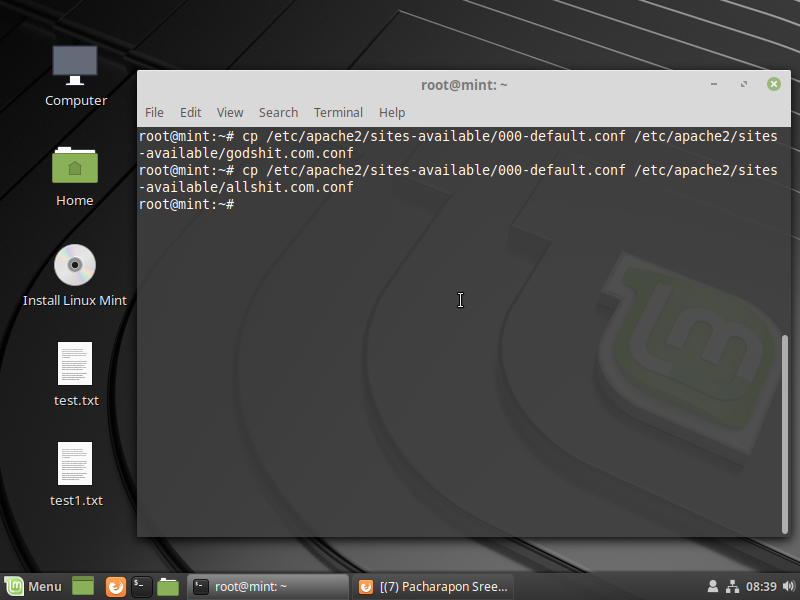 root@mint: ~
File Edit View Search Terminal Help
root@mint:~# cp /etc/apache2/sites-available/000-default.conf /etc/apache2/sites
-available/godshit.com.conf
root@mint:~# cp /etc/apache2/sites-available/000-default.conf /etc/apache2/sites
-available/allshit.com.conf
root@mint:~#
Computer
Home
Install Linux Mint
test.txt
test1.txt
Menu
root@mint: ~
[(7) Pacharapon Sree...
08:39